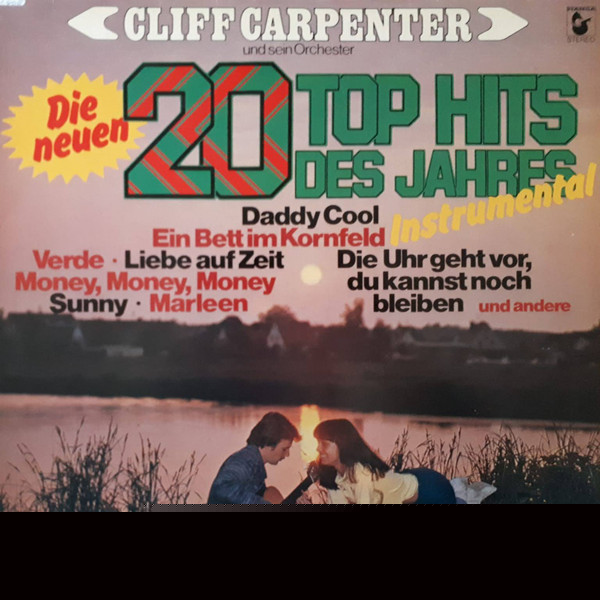 CLIFF CARPENTER
und sein Orchester
STEREO
Die
neuen
20 TOP HITS
DES JAHRES
Instrumental
Daddy Cool
Ein Bett im Kornfeld
Verde · Liebe auf Zeit
Money, Money, Money
Sunny · Marleen
Die Uhr geht vor,
du kannst noch
bleiben und andere